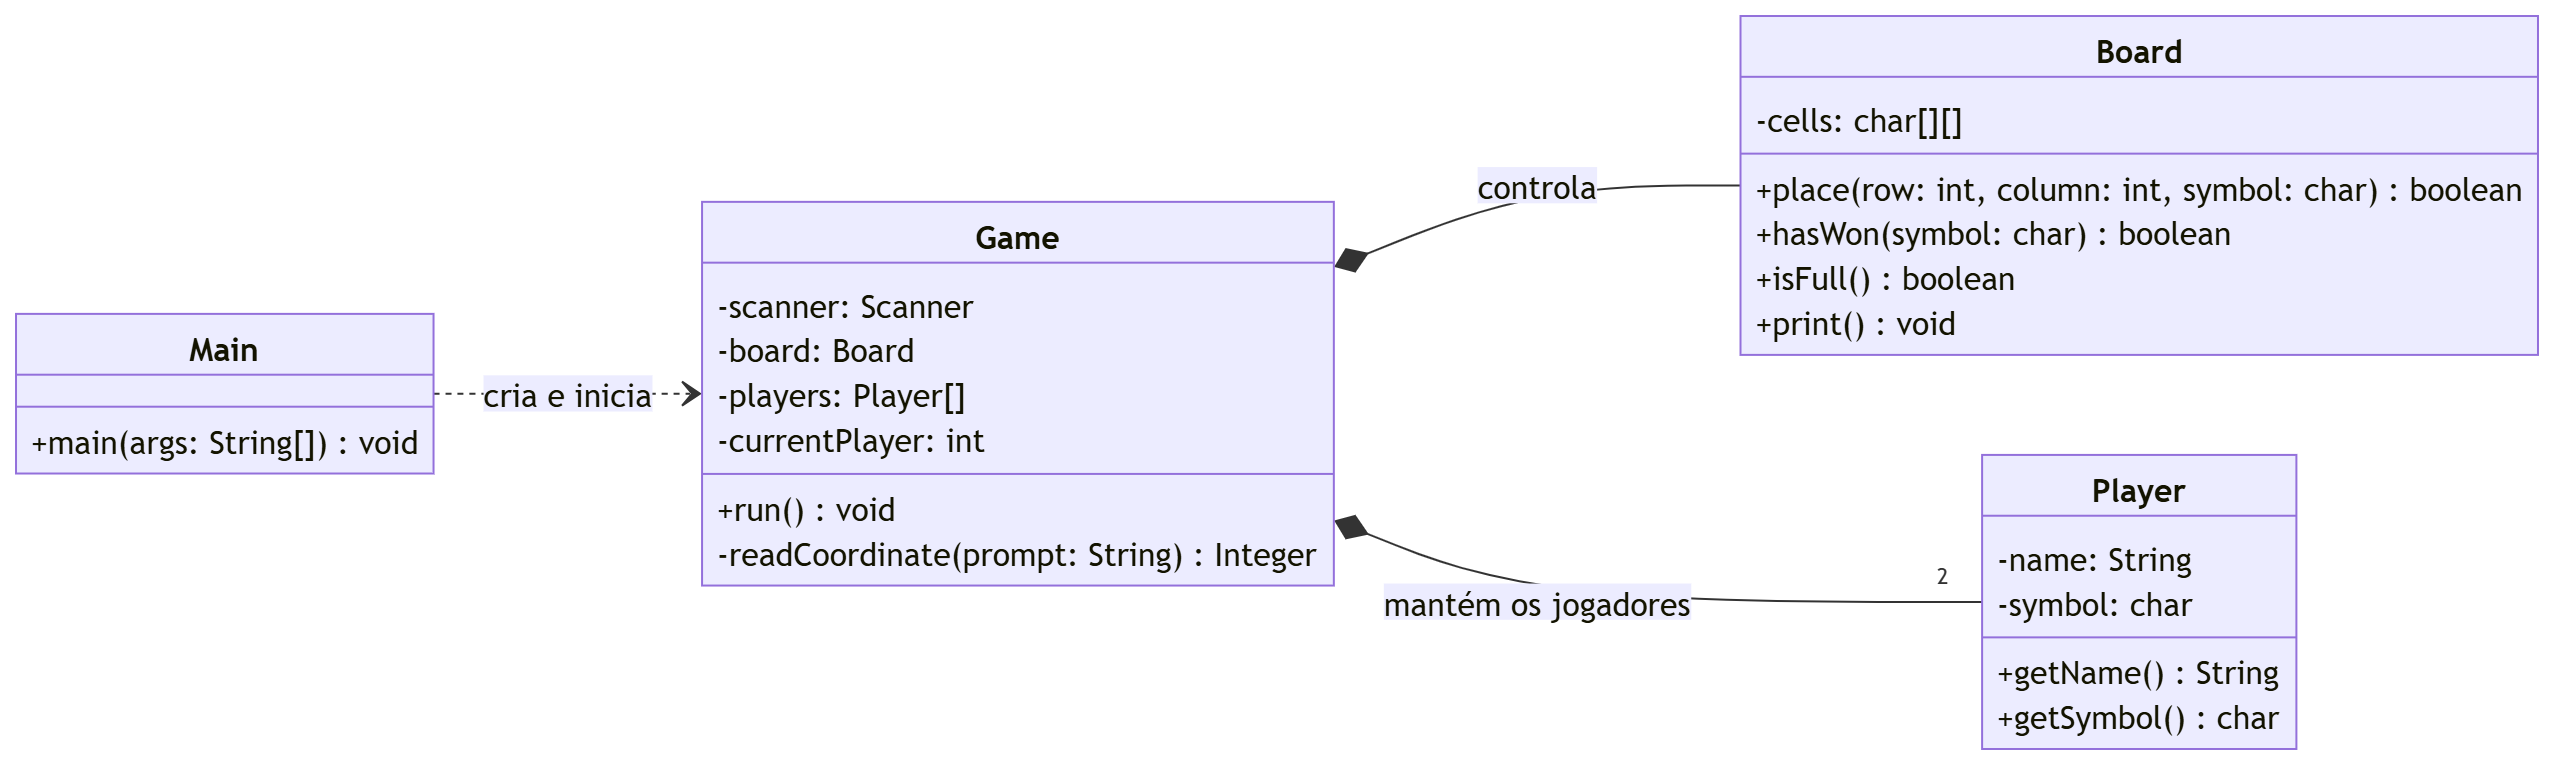 Main
+main(args: String[]) : void
cria e inicia
Game
-scanner: Scanner
-board: Board
-players: Player[]
-currentPlayer: int
+run() : void
-readCoordinate(prompt: String) : Integer
controla
mantém os jogadores
2
Board
-cells: char[][]
+place(row: int, column: int, symbol: char) : boolean
+hasWon(symbol: char) : boolean
+isFull() : boolean
+print() : void
Player
-name: String
-symbol: char
+getName() : String
+getSymbol() : char